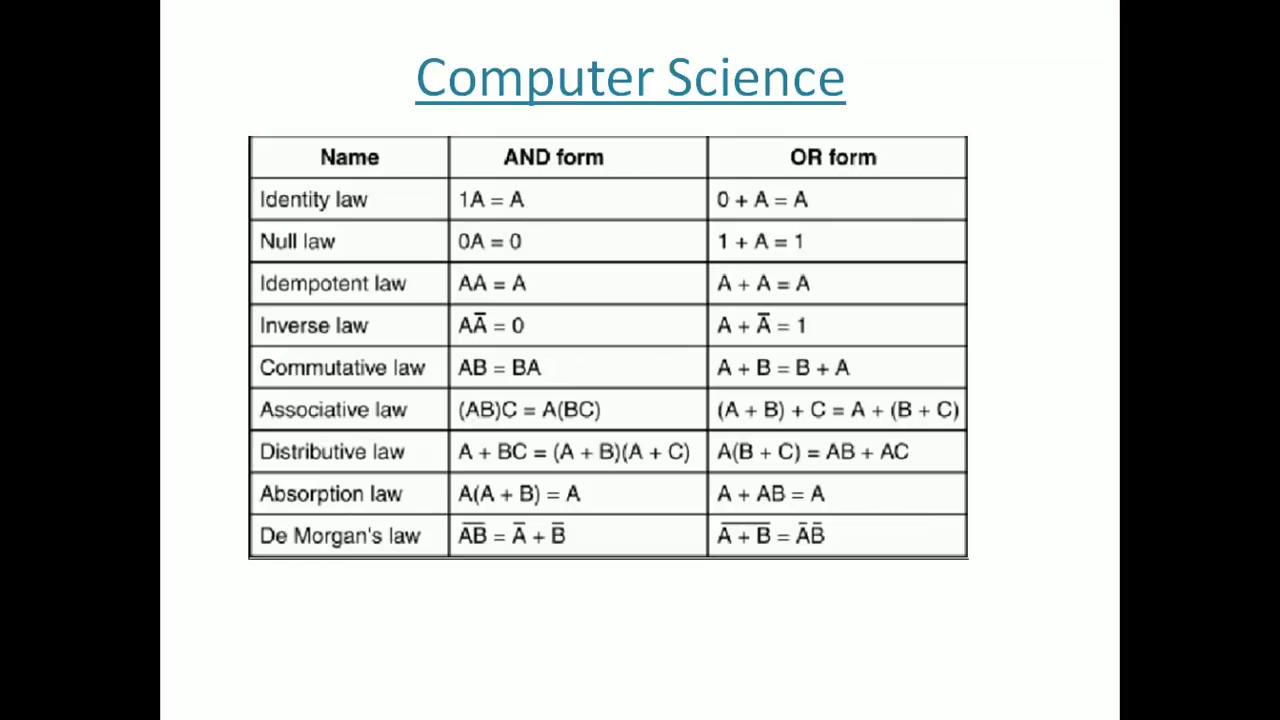 Computer Science
Name AND form OR form
Identity law 1A = A 0 + A = A
Null law 0A = 0 1 + A = 1
Idempotent law AA = A A + A = A
Inverse law AA̅ = 0 A + A̅ = 1
Commutative law AB = BA A + B = B + A
Associative law (AB)C = A(BC) (A + B) + C = A + (B + C)
Distributive law A + BC = (A + B)(A + C) A(B + C) = AB + AC
Absorption law A(A + B) = A A + AB = A
De Morgan's law A̅B̅ = A̅ + B̅ A̅ ̅+̅ ̅B̅ = A̅B̅